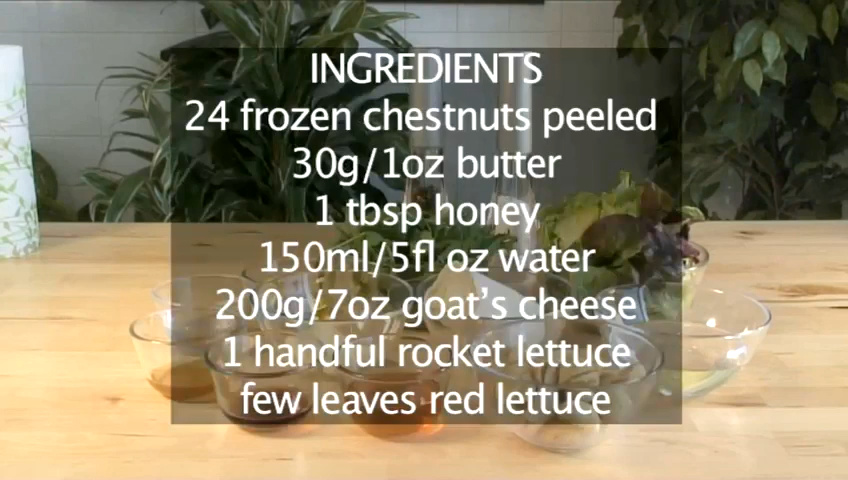 INGREDIENTS
24 frozen chestnuts peeled
30g/1oz butter
1 tbsp honey
150ml/5fl oz water
200g/7oz goat's cheese
1 handful rocket lettuce
few leaves red lettuce